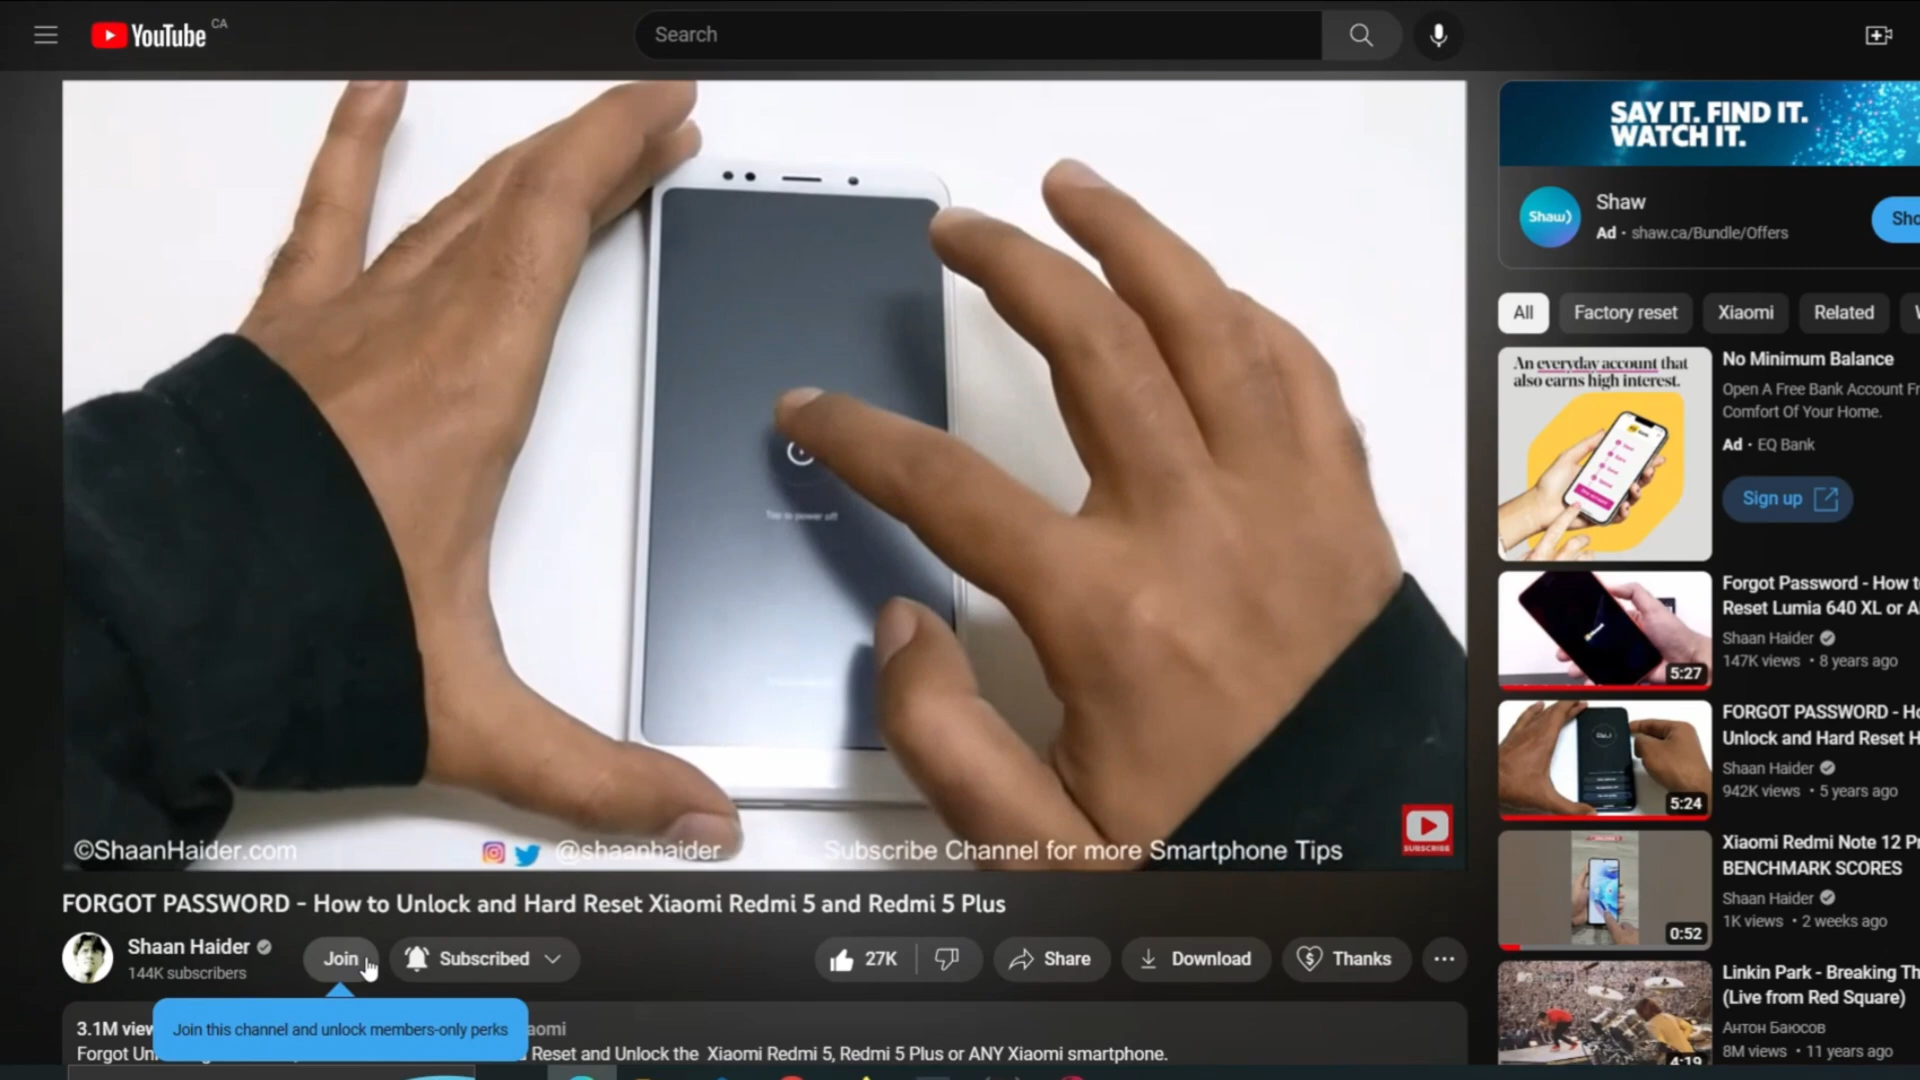 YouTube CA
Search
SAY IT. FIND IT.
WATCH IT.
Shaw)
Shaw
Ad · shaw.ca/Bundle/Offers
All
Factory reset
Xiaomi
Related
An everyday account that
also earns high interest.
No Minimum Balance
Open A Free Bank Account Fr
Comfort Of Your Home.
Ad · EQ Bank
Sign up
Tap to power off
©ShaanHaider.com
@shaanhaider
Subscribe Channel for more Smartphone Tips
SUBSCRIBE
Forgot Password - How t
Reset Lumia 640 XL or A
Shaan Haider
147K views • 8 years ago
5:27
FORGOT PASSWORD - Ho
Unlock and Hard Reset H
Shaan Haider
942K views • 5 years ago
5:24
Xiaomi Redmi Note 12 P
BENCHMARK SCORES
Shaan Haider
1K views • 2 weeks ago
0:52
Linkin Park - Breaking Th
(Live from Red Square)
Антон Баюсов
8M views • 11 years ago
4:19
FORGOT PASSWORD - How to Unlock and Hard Reset Xiaomi Redmi 5 and Redmi 5 Plus
Shaan Haider
144K subscribers
Join
Subscribed
27K
Share
Download
Thanks
Join this channel and unlock members-only perks
3.1M view
aomi
Forgot Un
Reset and Unlock the Xiaomi Redmi 5, Redmi 5 Plus or ANY Xiaomi smartphone.